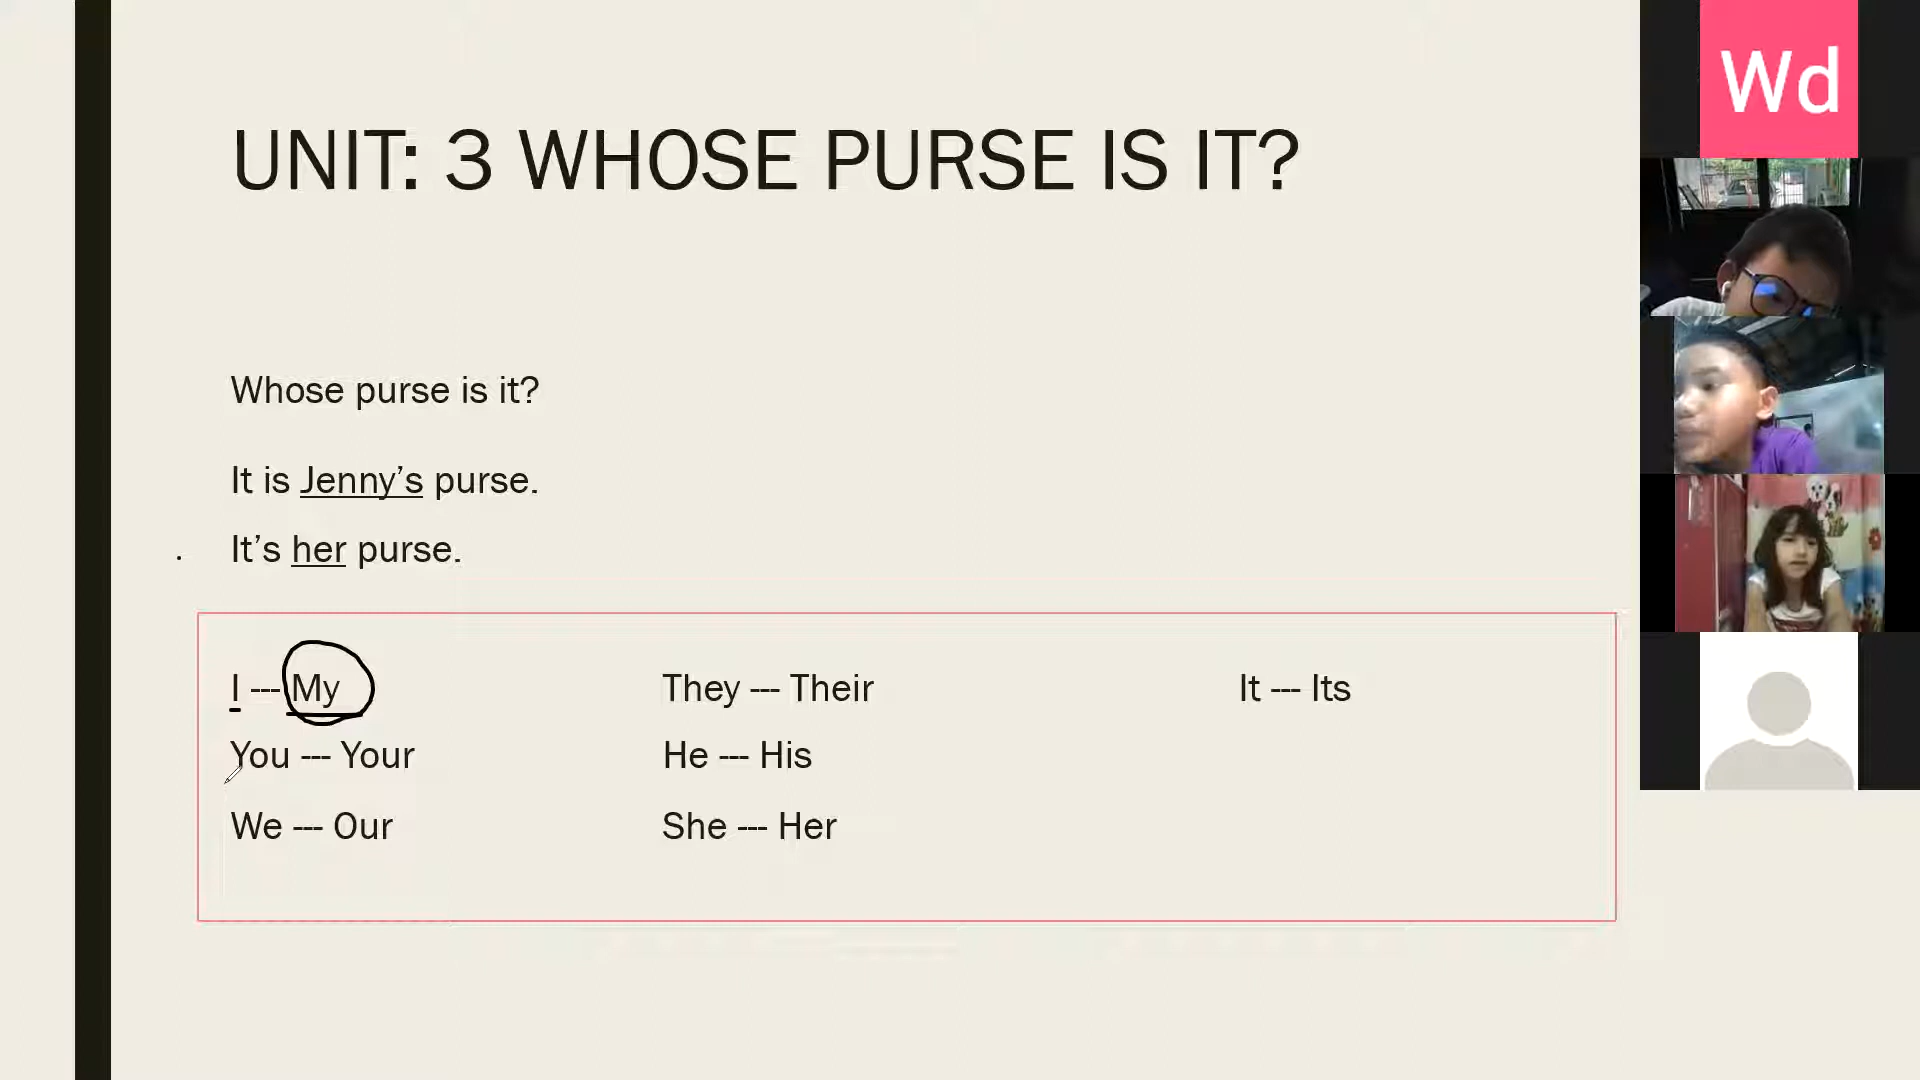 UNIT: 3 WHOSE PURSE IS IT?
Whose purse is it?
It is Jenny’s purse.
It’s her purse.
I --- My
They --- Their
It --- Its
You --- Your
He --- His
We --- Our
She --- Her
Wd